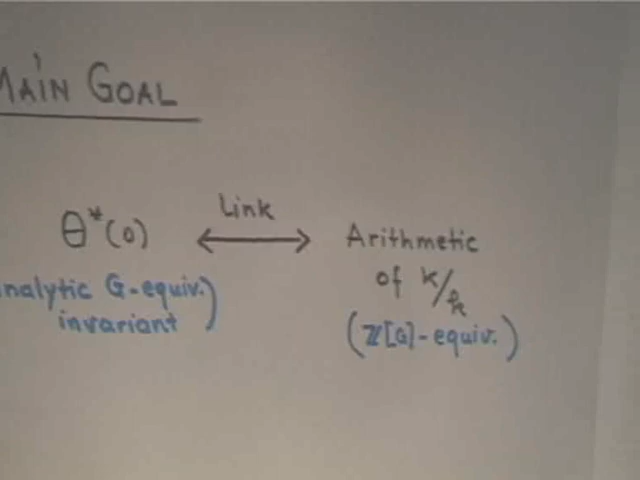 MAIN GOAL
Θ*(0) ⟷ Link Arithmetic
of K/k
nalytic G-equiv.)
invariant
(Z[G]-equiv.)